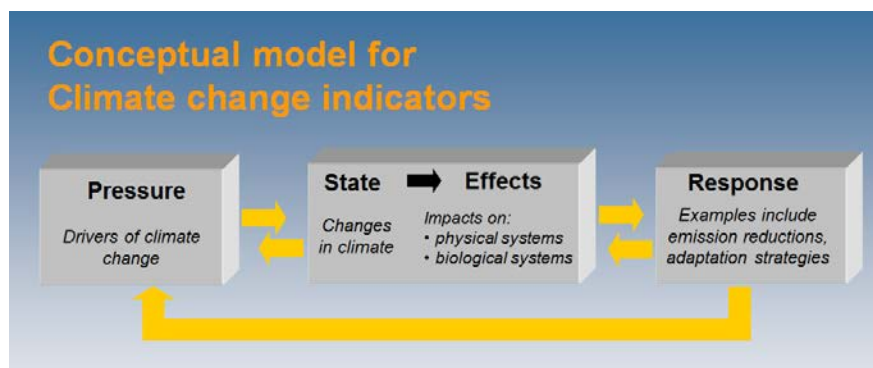 Conceptual model for
Climate change indicators
Pressure
Drivers of climate
change
State
Effects
Changes
in climate
Impacts on:
• physical systems
• biological systems
Response
Examples include
emission reductions,
adaptation strategies